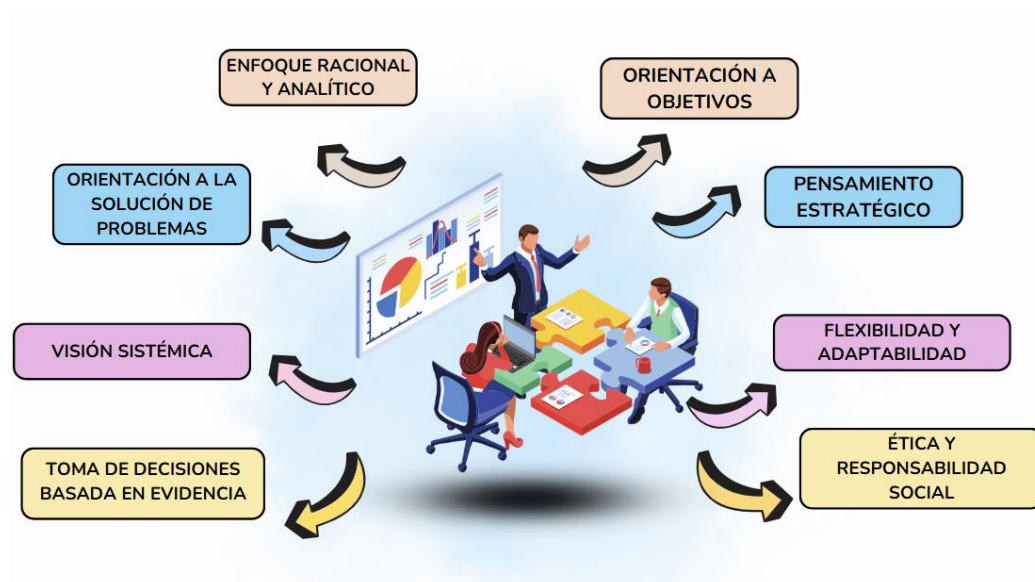 ENFOQUE RACIONAL
Y ANALÍTICO
ORIENTACIÓN A
OBJETIVOS
ORIENTACIÓN A LA
SOLUCIÓN DE
PROBLEMAS
PENSAMIENTO
ESTRATÉGICO
VISIÓN SISTÉMICA
FLEXIBILIDAD Y
ADAPTABILIDAD
TOMA DE DECISIONES
BASADA EN EVIDENCIA
ÉTICA Y
RESPONSABILIDAD
SOCIAL